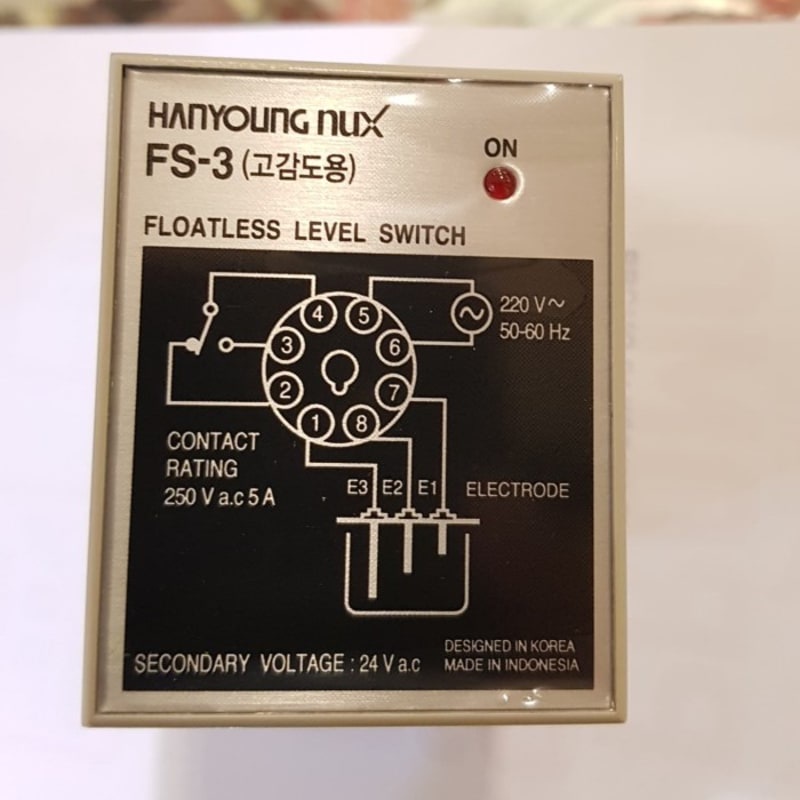 HANYOUNG nux
FS-3 (고감도용)
ON
FLOATLESS LEVEL SWITCH
4 5
220 V~
50-60 Hz
3 6
2 7
1 8
CONTACT
RATING
250 V a.c 5 A
E3 E2 E1 ELECTRODE
SECONDARY VOLTAGE : 24 V a.c
DESIGNED IN KOREA
MADE IN INDONESIA